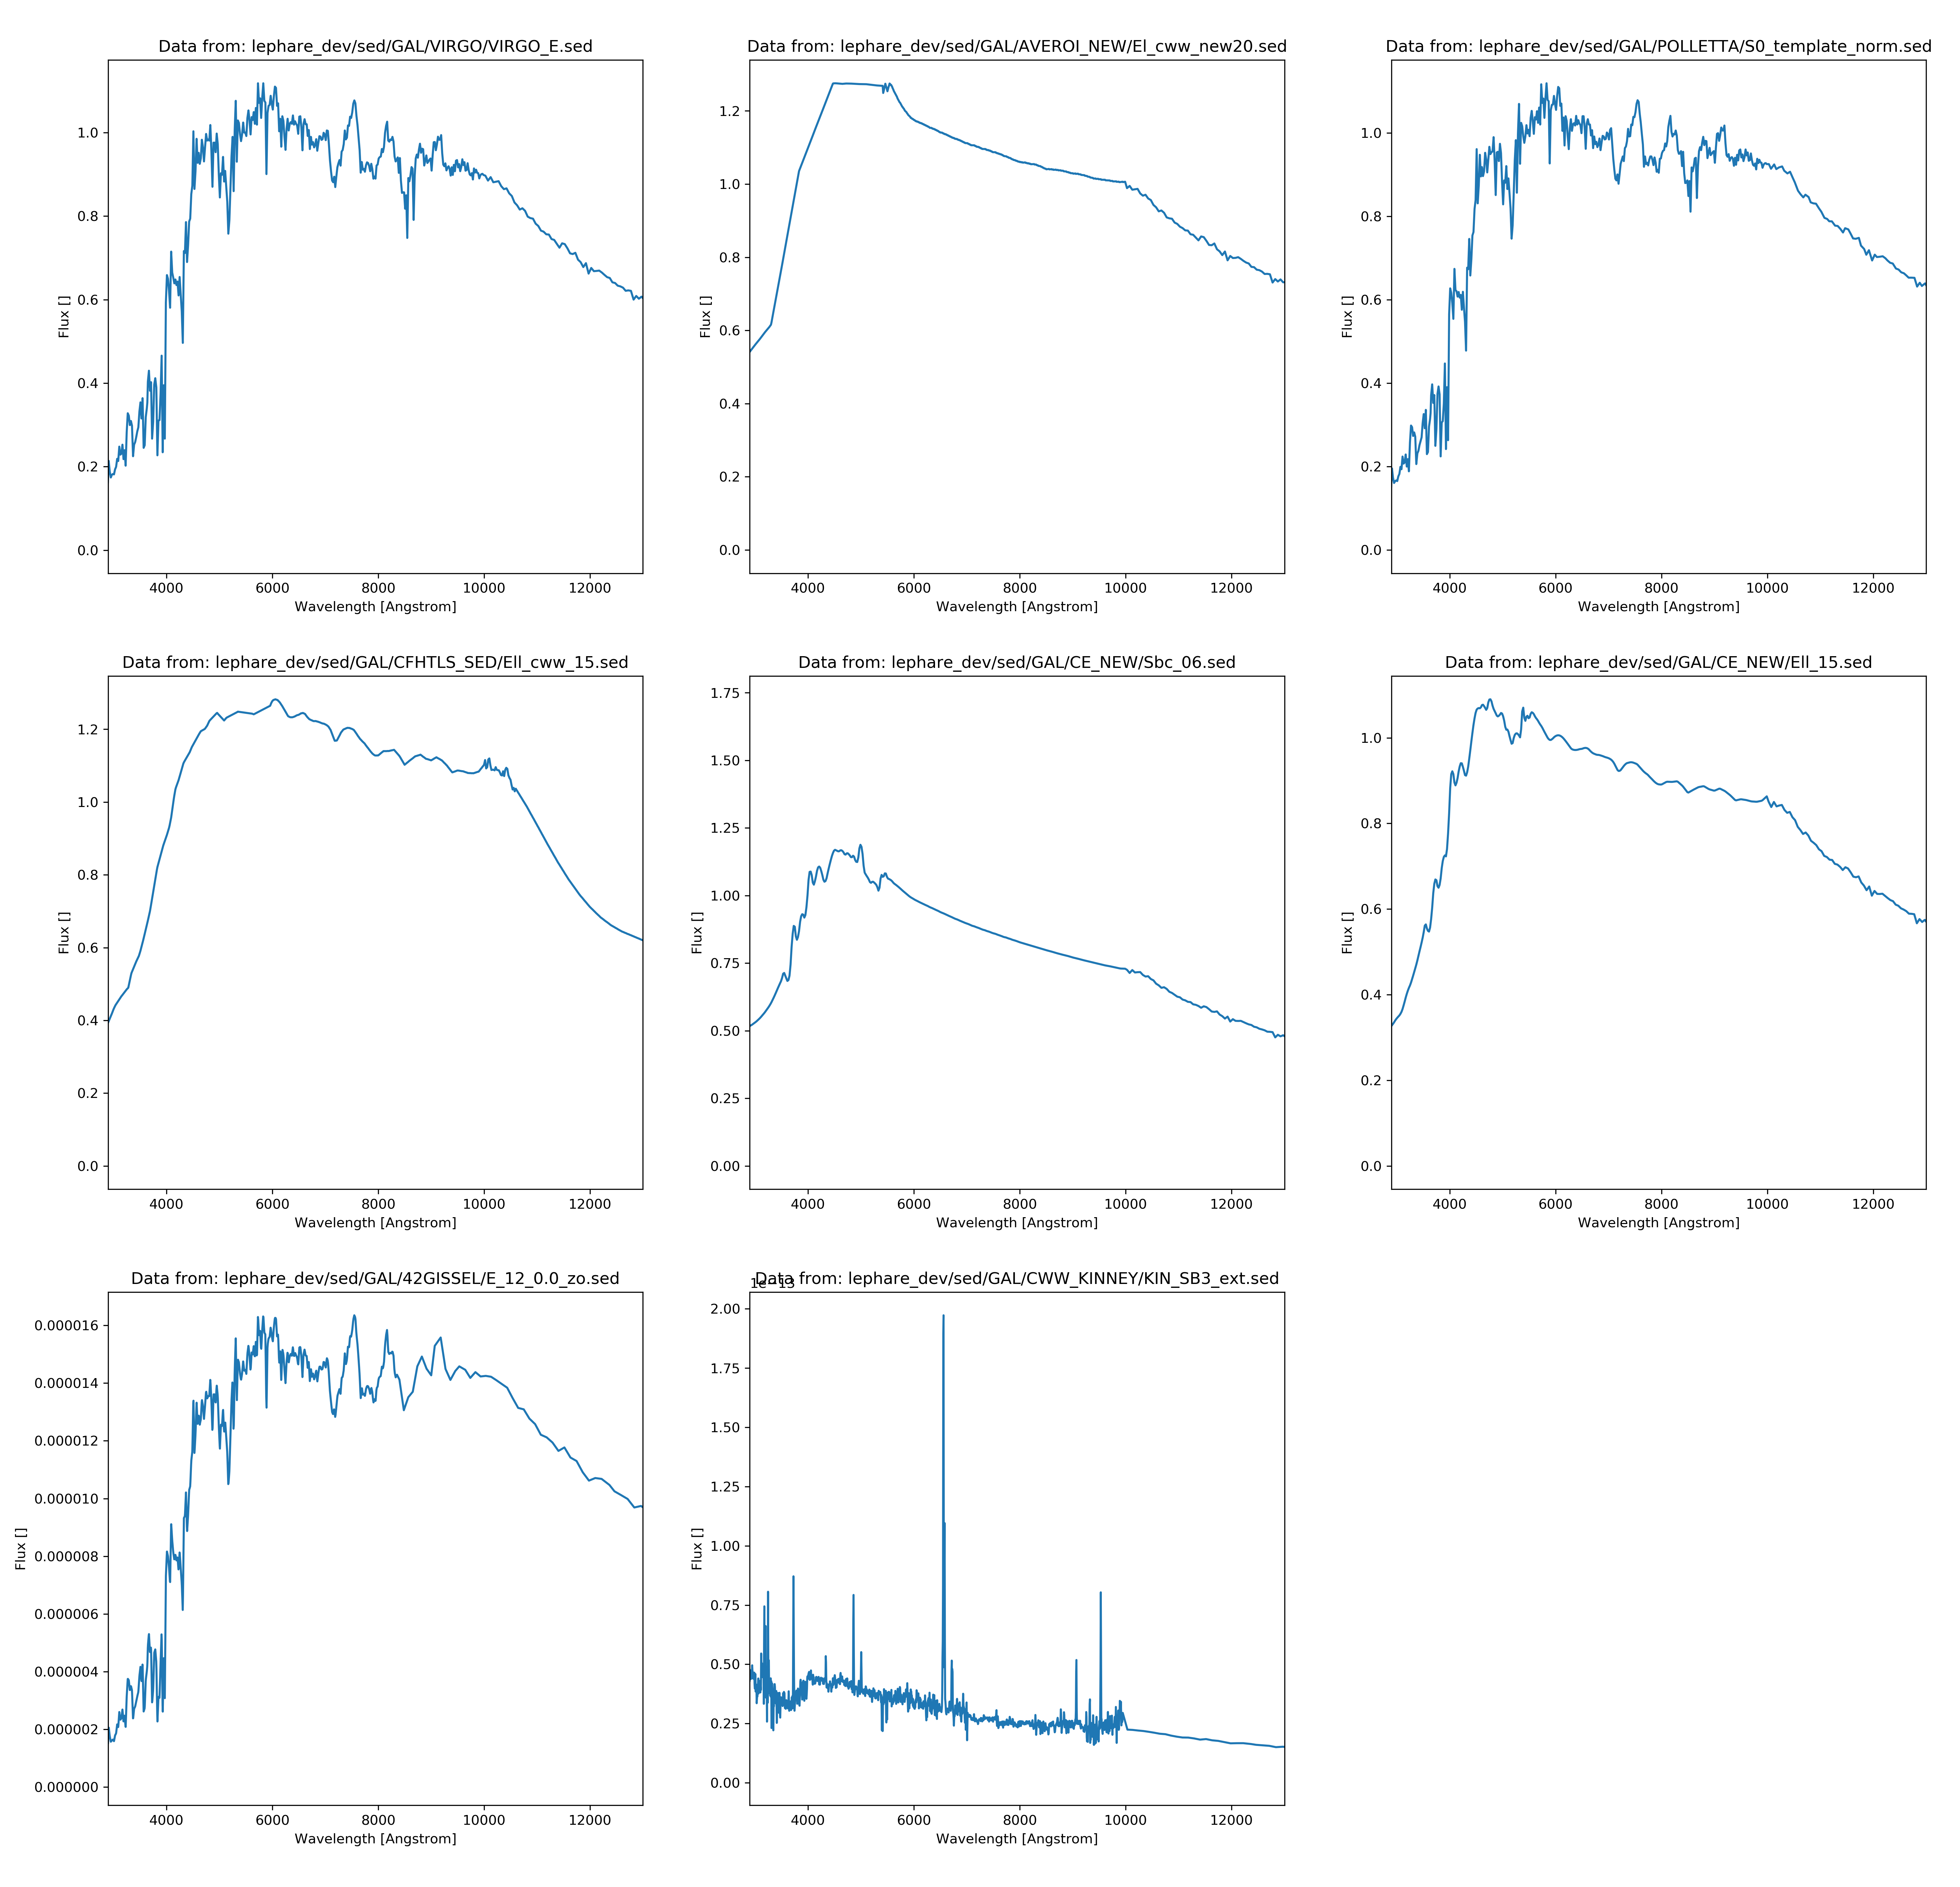 Data from: lephare_dev/sed/GAL/VIRGO/VIRGO_E.sed
Flux []
1.0
0.8
0.6
0.4
0.2
0.0
4000 6000 8000 10000 12000
Wavelength [Angstrom]
Data from: lephare_dev/sed/GAL/AVEROI_NEW/El_cww_new20.sed
Flux []
1.2
1.0
0.8
0.6
0.4
0.2
0.0
4000 6000 8000 10000 12000
Wavelength [Angstrom]
Data from: lephare_dev/sed/GAL/POLLETTA/S0_template_norm.sed
Flux []
1.0
0.8
0.6
0.4
0.2
0.0
4000 6000 8000 10000 12000
Wavelength [Angstrom]
Data from: lephare_dev/sed/GAL/CFHTLS_SED/Ell_cww_15.sed
Flux []
1.2
1.0
0.8
0.6
0.4
0.2
0.0
4000 6000 8000 10000 12000
Wavelength [Angstrom]
Data from: lephare_dev/sed/GAL/CE_NEW/Sbc_06.sed
Flux []
1.75
1.50
1.25
1.00
0.75
0.50
0.25
0.00
4000 6000 8000 10000 12000
Wavelength [Angstrom]
Data from: lephare_dev/sed/GAL/CE_NEW/Ell_15.sed
Flux []
1.0
0.8
0.6
0.4
0.2
0.0
4000 6000 8000 10000 12000
Wavelength [Angstrom]
Data from: lephare_dev/sed/GAL/42GISSEL/E_12_0.0_zo.sed
Flux []
0.000016
0.000014
0.000012
0.000010
0.000008
0.000006
0.000004
0.000002
0.000000
4000 6000 8000 10000 12000
Wavelength [Angstrom]
Data from: lephare_dev/sed/GAL/CWW_KINNEY/KIN_SB3_ext.sed
1e−13
Flux []
2.00
1.75
1.50
1.25
1.00
0.75
0.50
0.25
0.00
4000 6000 8000 10000 12000
Wavelength [Angstrom]